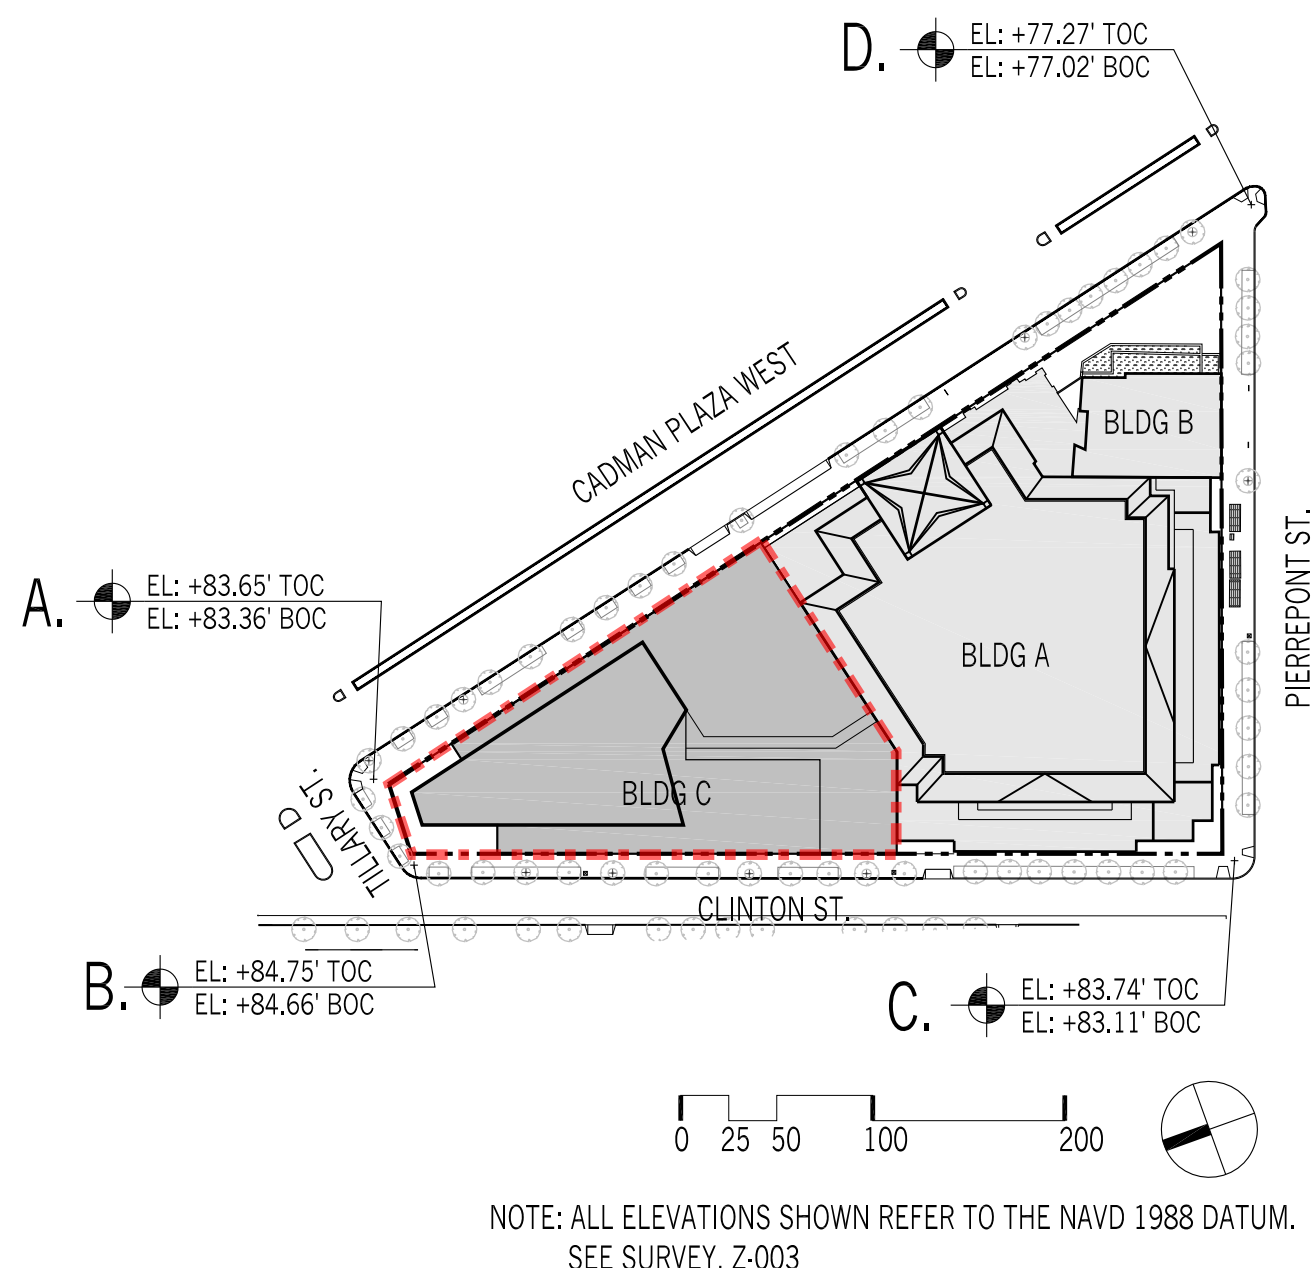 D.
EL: +77.27' TOC
EL: +77.02' BOC
CADMAN PLAZA WEST
BLDG B
PIERREPONT ST.
A.
EL: +83.65' TOC
EL: +83.36' BOC
BLDG A
BLDG C
TILLARY ST.
CLINTON ST.
B.
EL: +84.75' TOC
EL: +84.66' BOC
C.
EL: +83.74' TOC
EL: +83.11' BOC
0 25 50 100 200
NOTE: ALL ELEVATIONS SHOWN REFER TO THE NAVD 1988 DATUM.
SEE SURVEY, Z-003